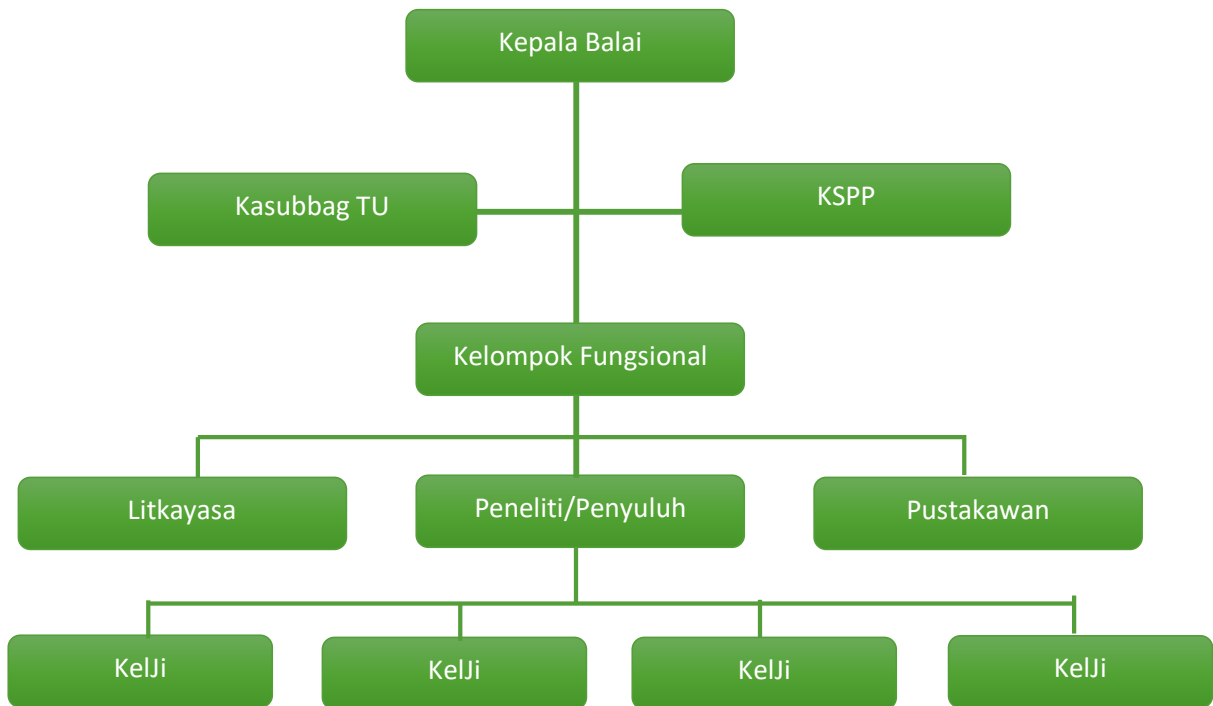 Kepala Balai
Kasubbag TU
KSPP
Kelompok Fungsional
Litkayasa
Peneliti/Penyuluh
Pustakawan
KelJi
KelJi
KelJi
KelJi